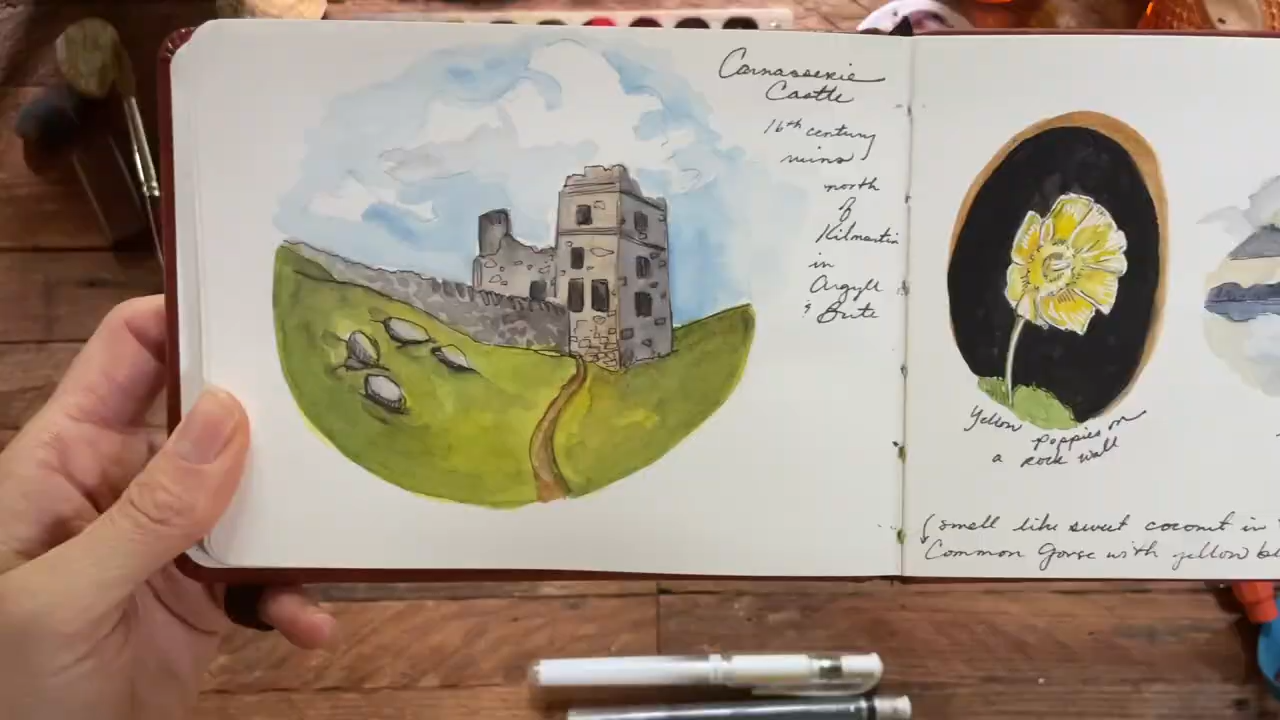 Carnasserie
Castle
16th century
ruins
north
of
Kilmartin
in
Argyll
& Bute
Yellow poppies on
a rock wall
smell like sweet coconut in
Common Gorse with yellow bl